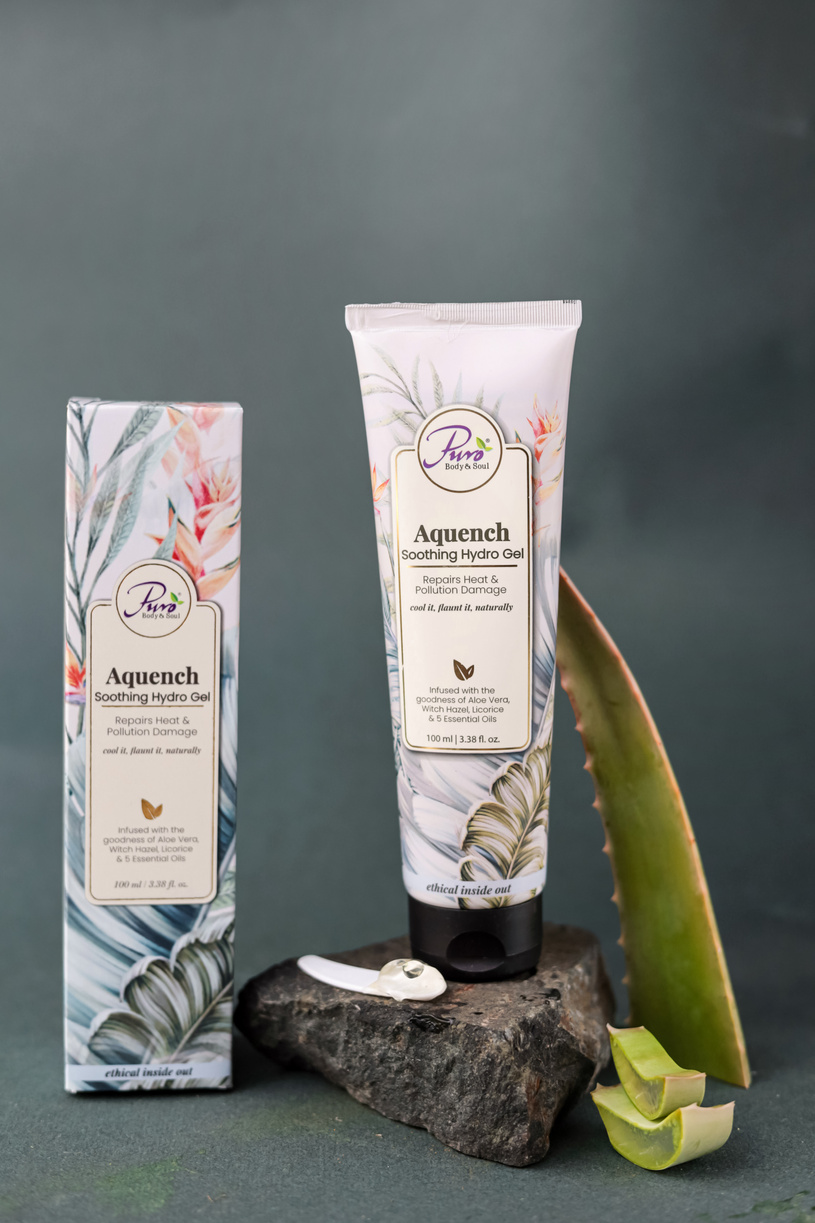 Puro
Body & Soul
Aquench
Soothing Hydro Gel
Repairs Heat &
Pollution Damage
cool it, flaunt it, naturally
Infused with the
goodness of Aloe Vera,
Witch Hazel, Licorice
& 5 Essential Oils
100 ml / 3.38 fl. oz.
ethical inside out
Puro®
Body & Soul
Aquench
Soothing Hydro Gel
Repairs Heat &
Pollution Damage
cool it, flaunt it, naturally
Infused with the
goodness of Aloe Vera,
Witch Hazel, Licorice
& 5 Essential Oils
100 ml | 3.38 fl. oz.
ethical inside out